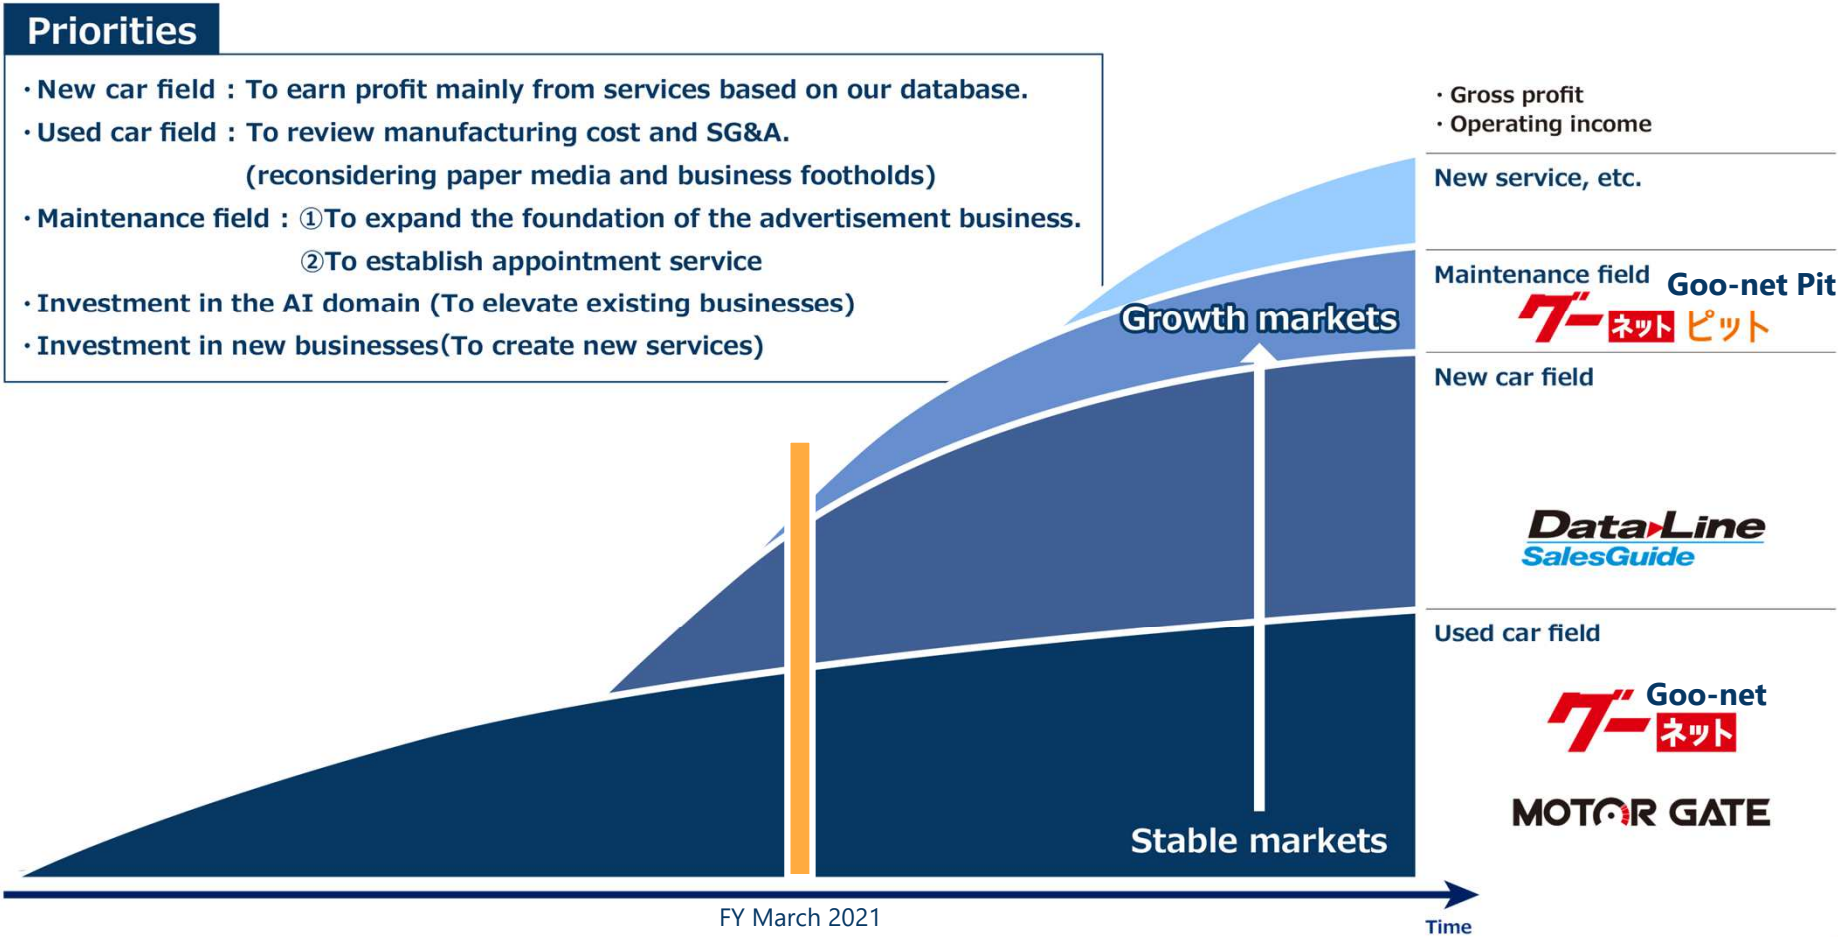 Priorities
・New car field : To earn profit mainly from services based on our database.
・Used car field : To review manufacturing cost and SG&A.
(reconsidering paper media and business footholds)
・Maintenance field : ①To expand the foundation of the advertisement business.
②To establish appointment service
・Investment in the AI domain (To elevate existing businesses)
・Investment in new businesses(To create new services)
・Gross profit
・Operating income
New service, etc.
Maintenance field
Goo-net Pit
グー ネット ピット
Growth markets
New car field
Data Line
SalesGuide
Used car field
Goo-net
グー ネット
MOTOR GATE
Stable markets
FY March 2021
Time